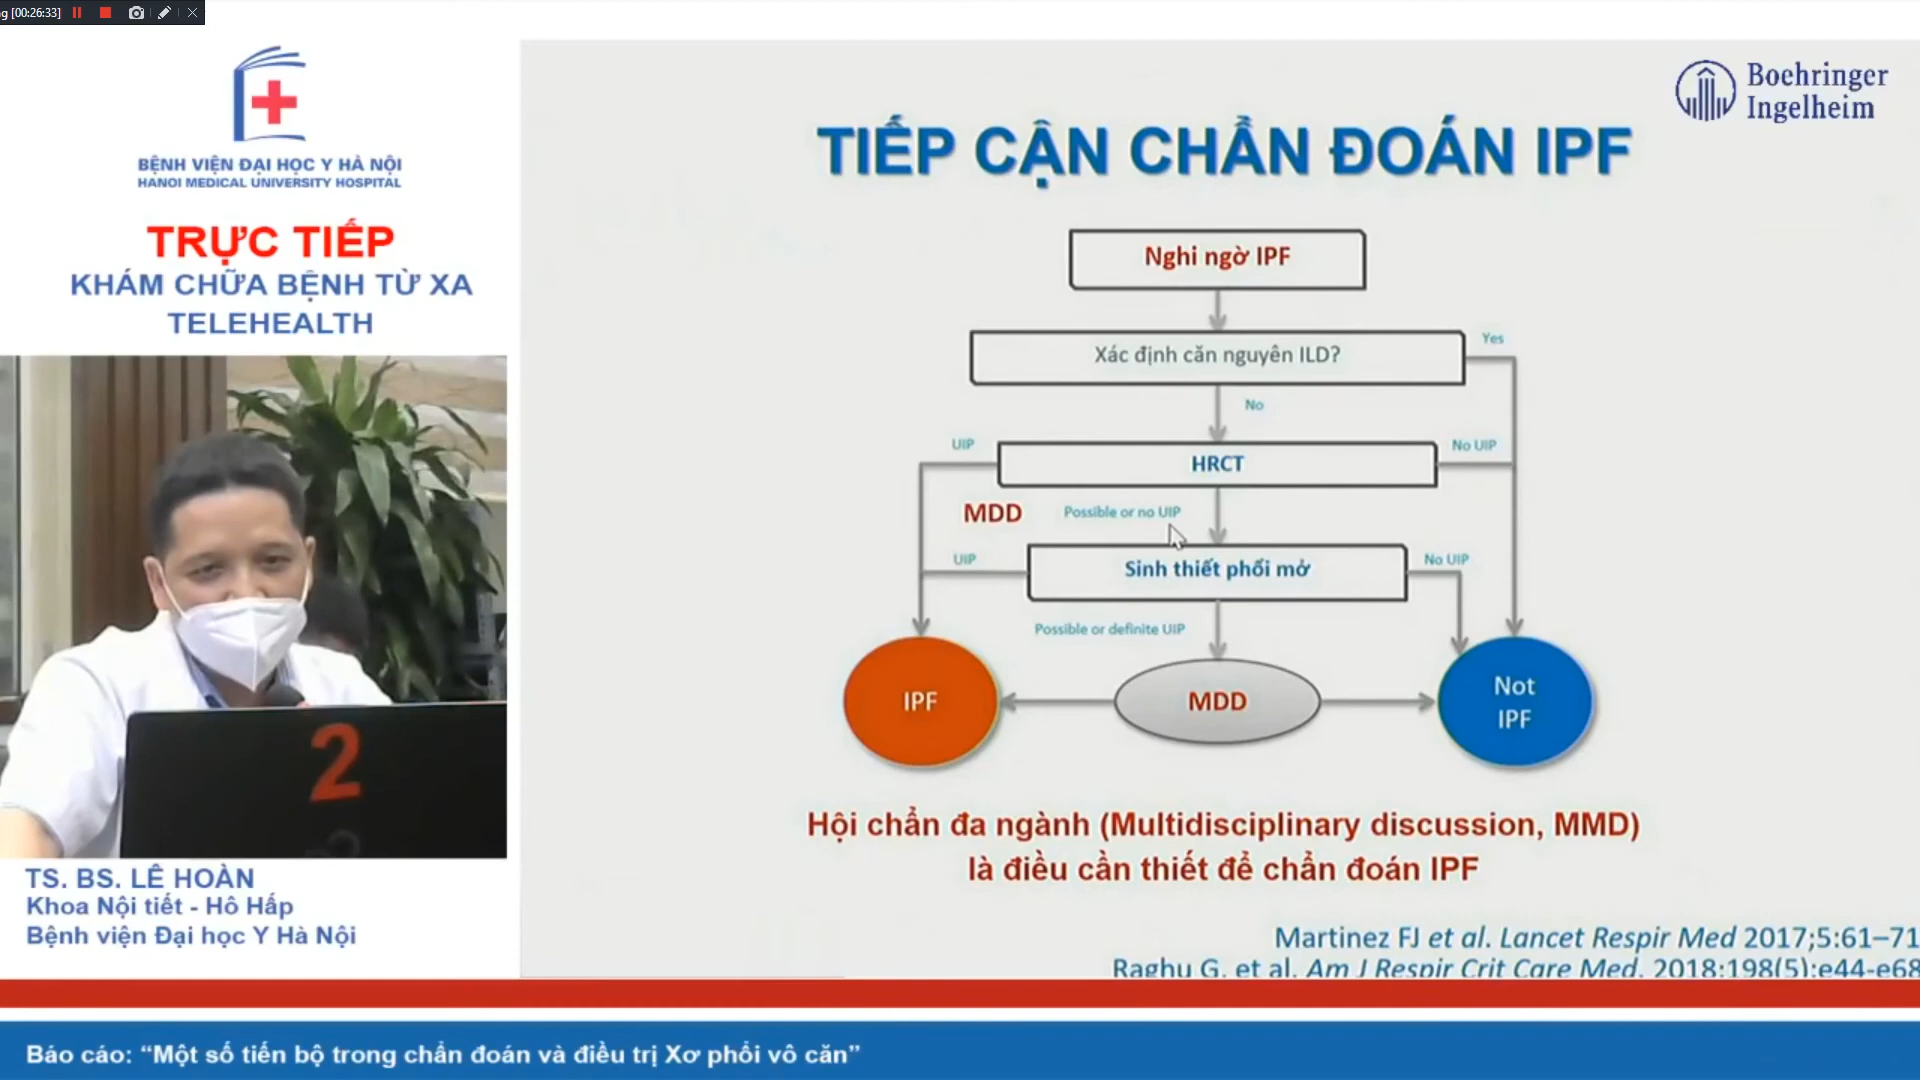 g [00:26:33]
BỆNH VIỆN ĐẠI HỌC Y HÀ NỘI
HANOI MEDICAL UNIVERSITY HOSPITAL
TRỰC TIẾP
KHÁM CHỮA BỆNH TỪ XA
TELEHEALTH
2
TS. BS. LÊ HOÀN
Khoa Nội tiết - Hô Hấp
Bệnh viện Đại học Y Hà Nội
Boehringer
Ingelheim
TIẾP CẬN CHẨN ĐOÁN IPF
Nghi ngờ IPF
Xác định căn nguyên ILD?
Yes
No
UIP
HRCT
No UIP
MDD
Possible or no UIP
UIP
Sinh thiết phổi mở
No UIP
Possible or definite UIP
IPF
MDD
Not
IPF
Hội chẩn đa ngành (Multidisciplinary discussion, MMD)
là điều cần thiết để chẩn đoán IPF
Martinez FJ et al. Lancet Respir Med 2017;5:61–71
Raghu G. et al. Am J Respir Crit Care Med. 2018;198(5):e44-e68
Báo cáo: “Một số tiến bộ trong chẩn đoán và điều trị Xơ phổi vô căn”